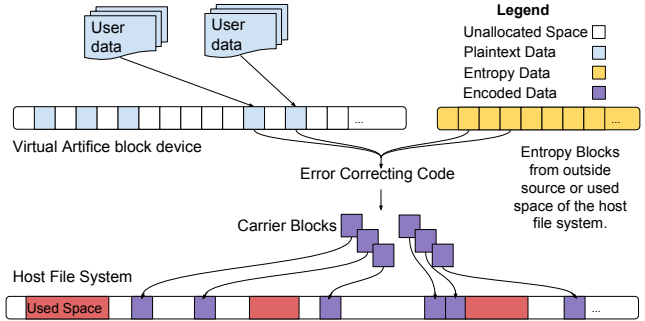 User
data
User
data
Legend
Unallocated Space
Plaintext Data
Entropy Data
Encoded Data
...
...
Virtual Artifice block device
Error Correcting Code
Entropy Blocks
from outside
source or used
space of the host
file system.
Carrier Blocks
Host File System
Used Space
...